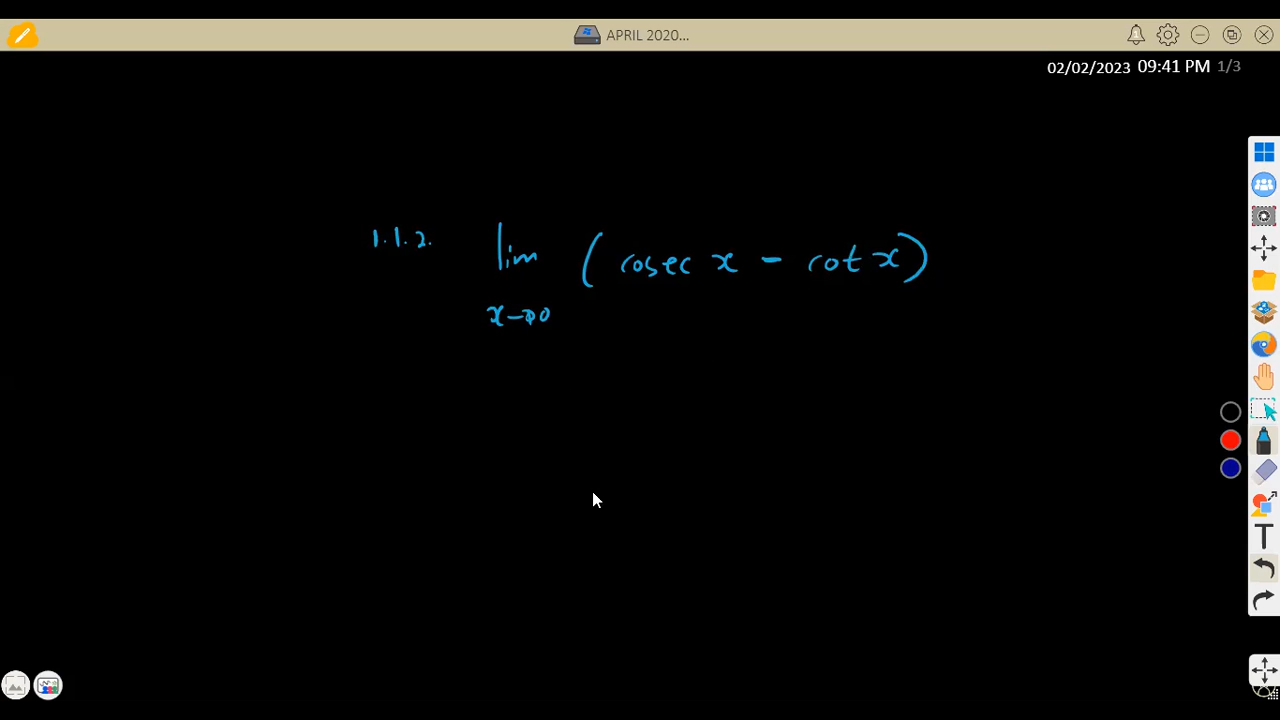 APRIL 2020...
02/02/2023 09:41 PM 1/3
1.1.2. lim (cosec x - cot x)
x→0
T